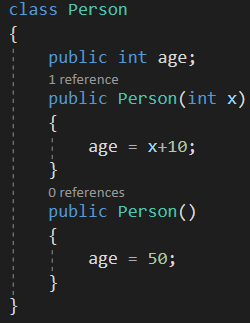 class Person
{
    public int age;
    1 reference
    public Person(int x)
    {
        age = x+10;
    }
    0 references
    public Person()
    {
        age = 50;
    }
}